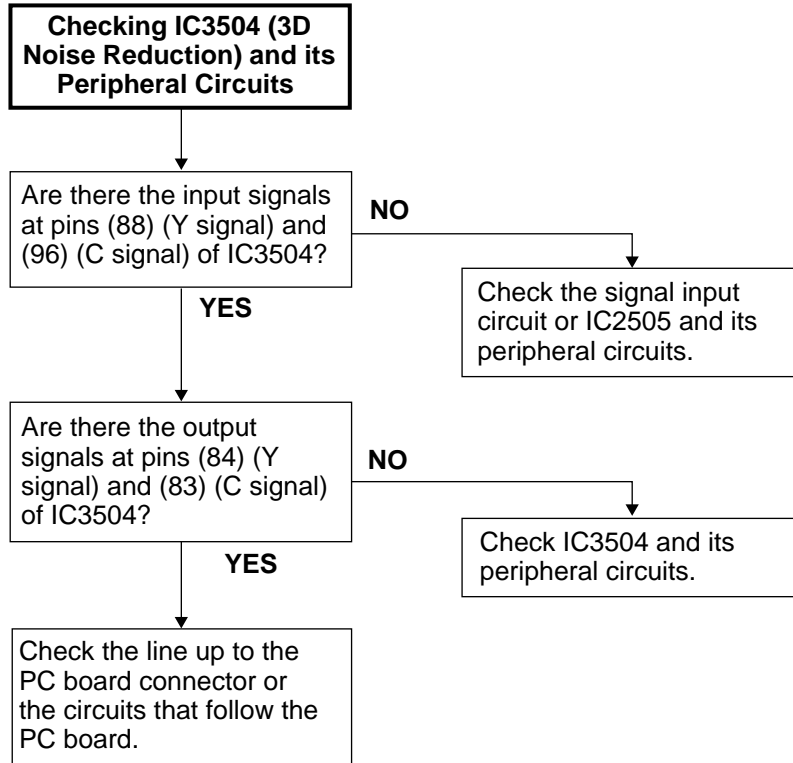 Checking IC3504 (3D
Noise Reduction) and its
Peripheral Circuits
Are there the input signals
at pins (88) (Y signal) and
(96) (C signal) of IC3504?
NO
Check the signal input
circuit or IC2505 and its
peripheral circuits.
YES
Are there the output
signals at pins (84) (Y
signal) and (83) (C signal)
of IC3504?
NO
Check IC3504 and its
peripheral circuits.
YES
Check the line up to the
PC board connector or
the circuits that follow the
PC board.